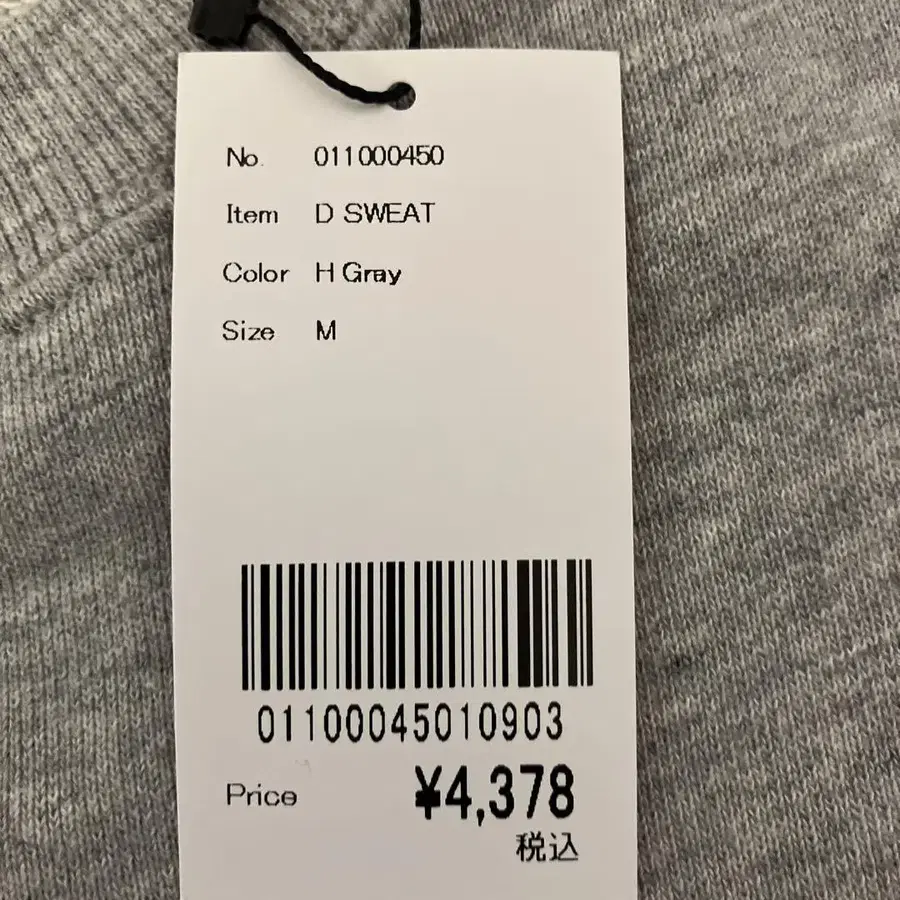 No. 011000450
Item D SWEAT
Color H Gray
Size M
01100045010903
Price ¥4,378
税込